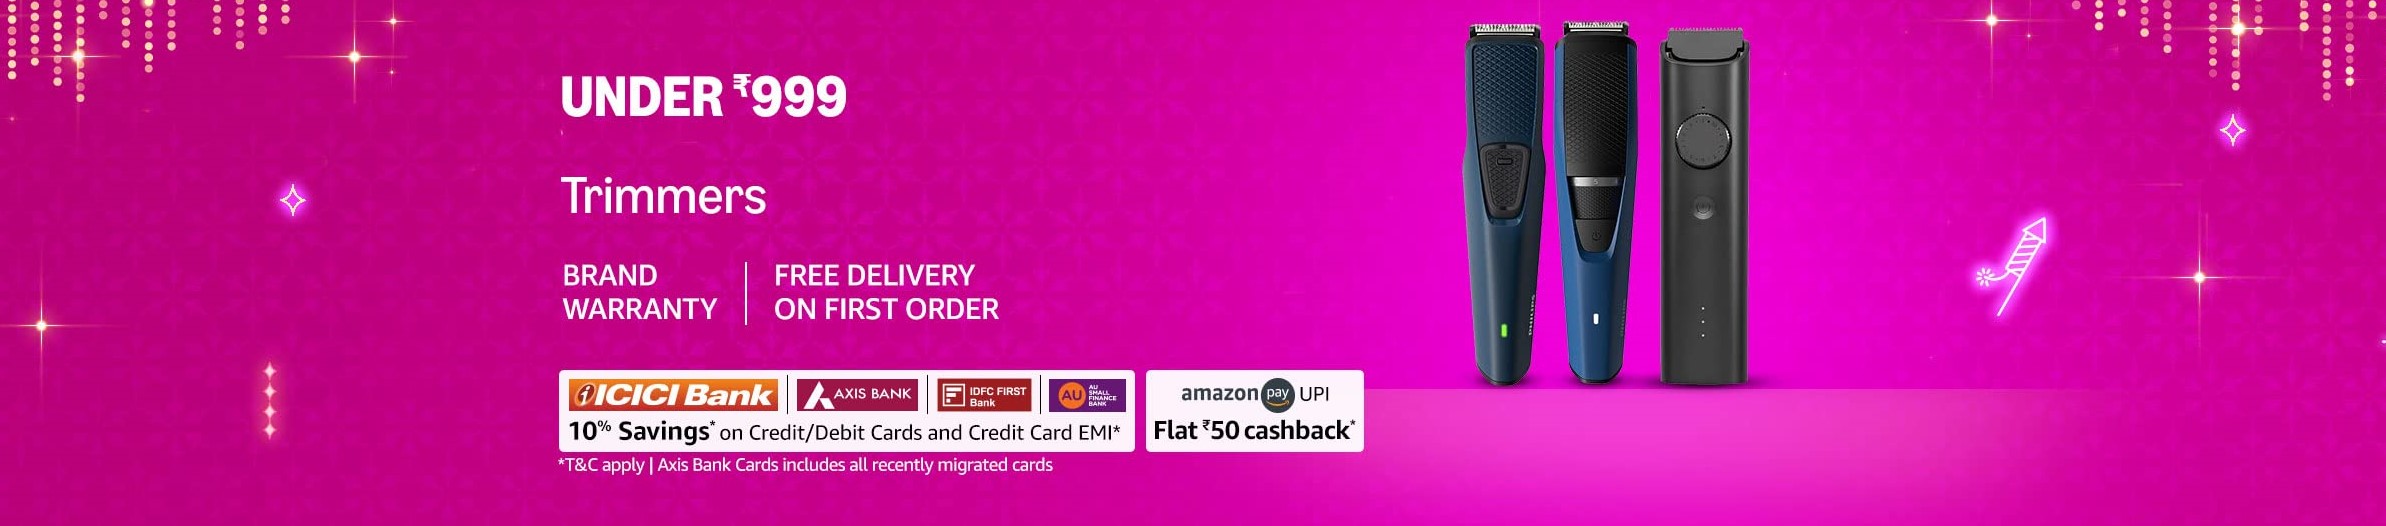 UNDER ₹999
Trimmers
BRAND WARRANTY
FREE DELIVERY ON FIRST ORDER
ICICI Bank
AXIS BANK
IDFC FIRST Bank
AU
AU SMALL FINANCE BANK
10% Savings* on Credit/Debit Cards and Credit Card EMI*
amazon pay UPI
Flat ₹50 cashback*
*T&C apply | Axis Bank Cards includes all recently migrated cards
PHILIPS